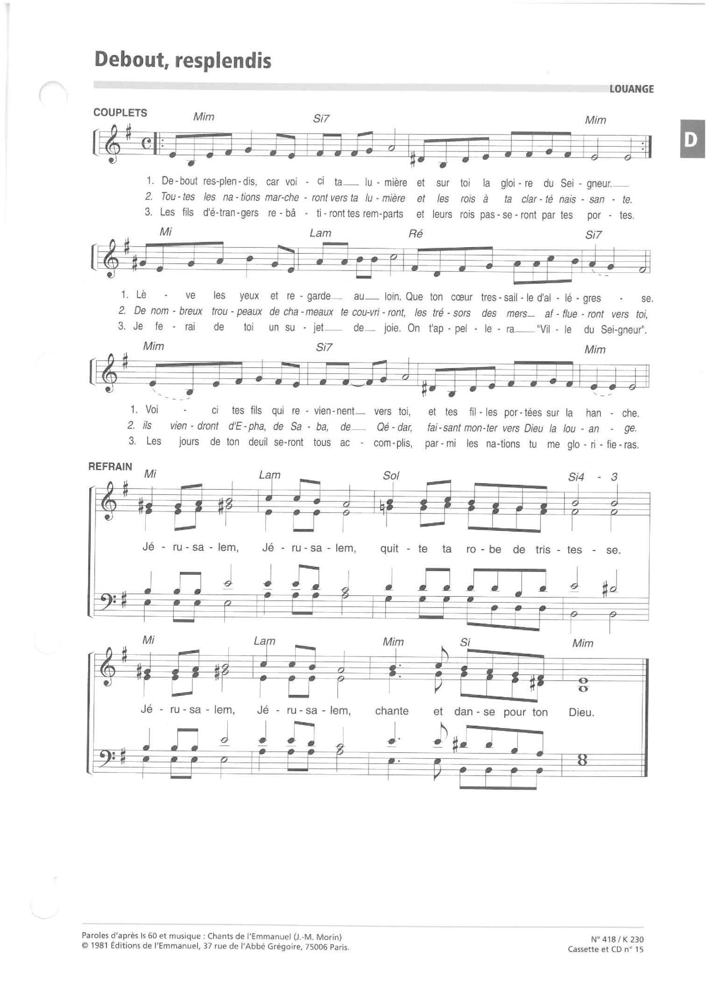 Debout, resplendis
LOUANGE
COUPLETS
Mim Si7 Mim
D
1. De - bout res-plen - dis, car voi - ci ta__ lu - mière et sur toi la gloi - re du Sei - gneur.__
2. Tou - tes les na - tions mar-che - ront vers ta lu - mière et les rois à ta clar - té nais - san - te.
3. Les fils d'é-tran-gers re - bâ - ti - ront tes rem-parts et leurs rois pas - se - ront par tes por - tes.
Mi Lam Ré Si7
1. Lè - ve les yeux et re - garde__ au__ loin. Que ton cœur tres - sail - le d'al - lé - gres - se.
2. De nom - breux trou - peaux de cha - meaux te cou-vri - ront, les tré - sors des mers__ af - flue - ront vers toi,
3. Je fe - rai de toi un su - jet__ de__ joie. On t'ap - pel - le - ra__ "Vil - le du Sei-gneur".
Mim Si7 Mim
1. Voi - ci tes fils qui re - vien-nent__ vers toi, et tes fil - les por - tées sur la han - che.
2. ils vien - dront d'E - pha, de Sa - ba, de__ Qé - dar, fai - sant mon - ter vers Dieu la lou - an - ge.
3. Les jours de ton deuil se-ront tous ac - com - plis, par - mi les na-tions tu me glo - ri - fie - ras.
REFRAIN
Mi Lam Sol Si4 - 3
Jé - ru - sa - lem, Jé - ru - sa - lem, quit - te ta ro - be de tris - tes - se.
Mi Lam Mim Si Mim
Jé - ru - sa - lem, Jé - ru - sa - lem, chante et dan - se pour ton Dieu.
Paroles d'après Is 60 et musique : Chants de l'Emmanuel (J.-M. Morin)
© 1981 Éditions de l'Emmanuel, 37 rue de l'Abbé Grégoire, 75006 Paris.
N° 418 / K 230
Cassette et CD n° 15